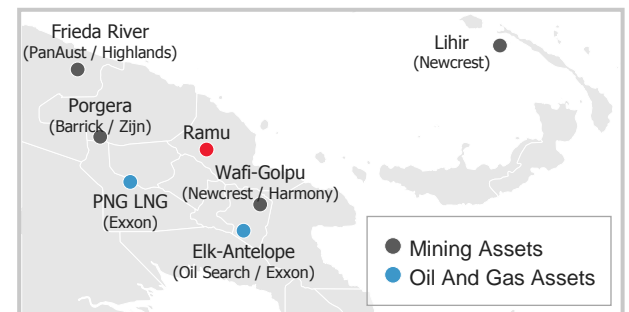 Frieda River
(PanAust / Highlands)
Lihir
(Newcrest)
Porgera
(Barrick / Zijn)
Ramu
Wafi-Golpu
(Newcrest / Harmony)
PNG LNG
(Exxon)
Elk-Antelope
(Oil Search / Exxon)
Mining Assets
Oil And Gas Assets